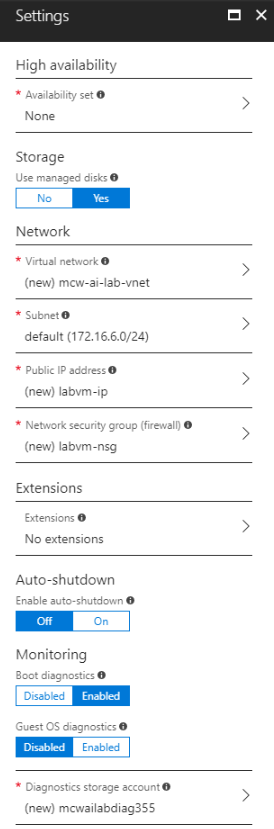 Settings
High availability
* Availability set
None
Storage
Use managed disks
No Yes
Network
* Virtual network
(new) mcw-ai-lab-vnet
* Subnet
default (172.16.6.0/24)
* Public IP address
(new) labvm-ip
* Network security group (firewall)
(new) labvm-nsg
Extensions
Extensions
No extensions
Auto-shutdown
Enable auto-shutdown
Off On
Monitoring
Boot diagnostics
Disabled Enabled
Guest OS diagnostics
Disabled Enabled
* Diagnostics storage account
(new) mcwailabdiag355